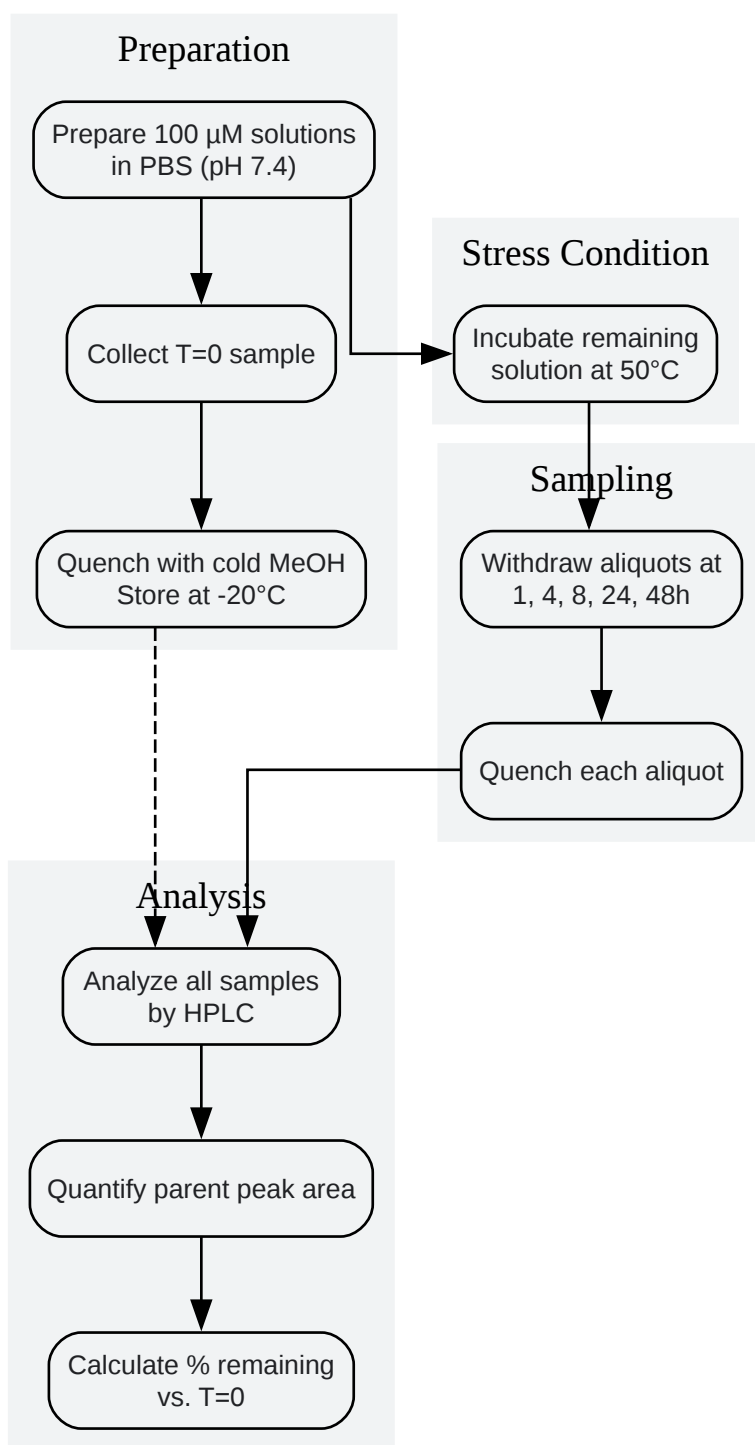 Preparation
Prepare 100 µM solutions
in PBS (pH 7.4)
Collect T=0 sample
Quench with cold MeOH
Store at -20°C
Stress Condition
Incubate remaining
solution at 50°C
Sampling
Withdraw aliquots at
1, 4, 8, 24, 48h
Quench each aliquot
Analysis
Analyze all samples
by HPLC
Quantify parent peak area
Calculate % remaining
vs. T=0